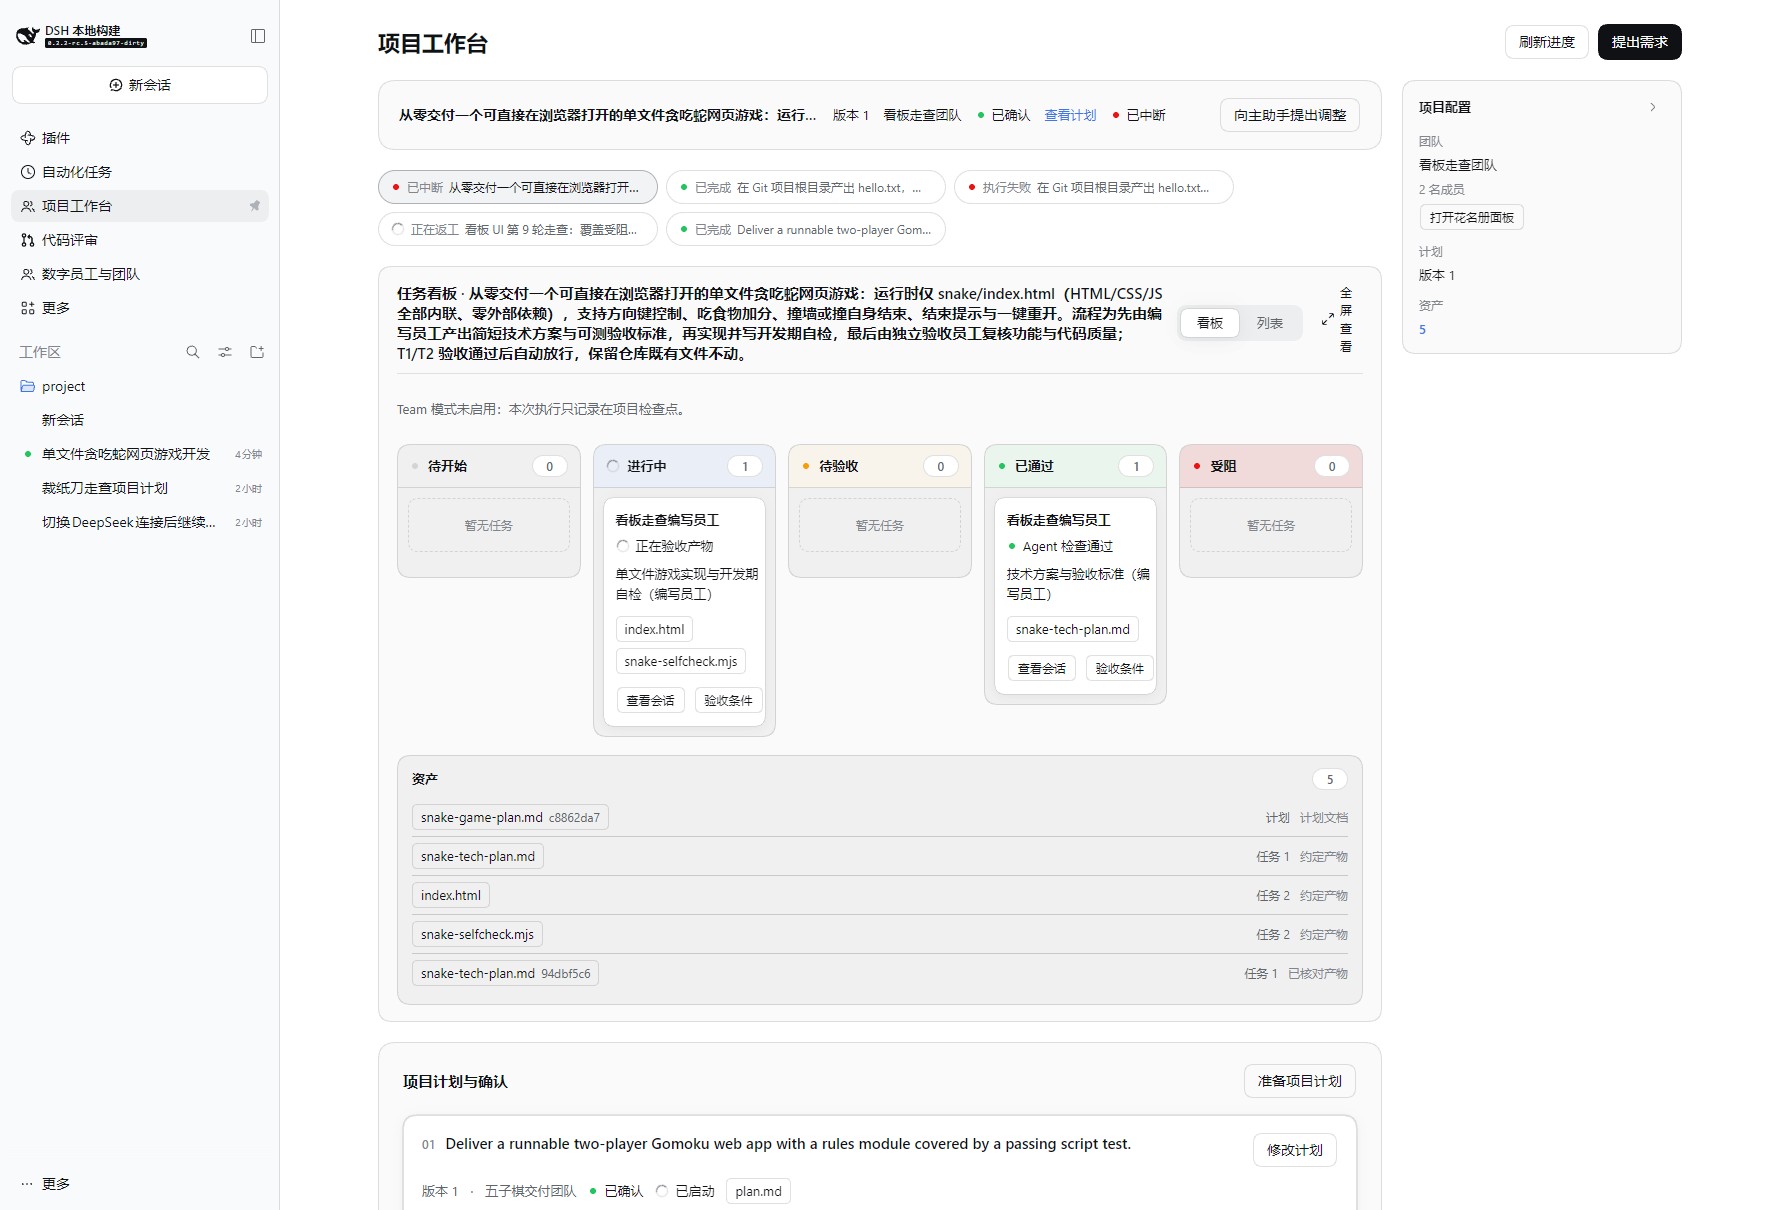 DSH 本地构建
0.3.2-rc.5-abada97-dirty
新会话
插件
自动化任务
项目工作台
代码评审
数字员工与团队
更多
工作区
project
新会话
单文件贪吃蛇网页游戏开发 4分钟
裁纸刀走查项目计划 2小时
切换DeepSeek连接后继续... 2小时
更多
项目工作台
刷新进度
提出需求
从零交付一个可直接在浏览器打开的单文件贪吃蛇网页游戏：运行... 版本 1 看板走查团队 已确认 查看计划 已中断 向主助手提出调整
已中断 从零交付一个可直接在浏览器打开...
已完成 在 Git 项目根目录产出 hello.txt， ...
执行失败 在 Git 项目根目录产出 hello.txt...
正在返工 看板 UI 第 9 轮走查：覆盖受阻...
已完成 Deliver a runnable two-player Gom...
任务看板 · 从零交付一个可直接在浏览器打开的单文件贪吃蛇网页游戏：运行时仅 snake/index.html（HTML/CSS/JS
全部内联、零外部依赖），支持方向键控制、吃食物加分、撞墙或撞自身结束、结束提示与一键重开。流程为先由编
写员工产出简短技术方案与可测验收标准，再实现并写开发期自检，最后由独立验收员工复核功能与代码质量；
T1/T2 验收通过后自动放行，保留仓库既有文件不动。
看板
列表
全屏查看
Team 模式未启用：本次执行只记录在项目检查点。
待开始 0
暂无任务
进行中 1
看板走查编写员工
正在验收产物
单文件游戏实现与开发期
自检（编写员工）
index.html
snake-selfcheck.mjs
查看会话 验收条件
待验收 0
暂无任务
已通过 1
看板走查编写员工
Agent 检查通过
技术方案与验收标准（编
写员工）
snake-tech-plan.md
查看会话 验收条件
受阻 0
暂无任务
资产 5
snake-game-plan.md c8862da7 计划 计划文档
snake-tech-plan.md 任务 1 约定产物
index.html 任务 2 约定产物
snake-selfcheck.mjs 任务 2 约定产物
snake-tech-plan.md 94dbf5c6 任务 1 已核对产物
项目计划与确认
准备项目计划
01 Deliver a runnable two-player Gomoku web app with a rules module covered by a passing script test.
修改计划
版本 1 · 五子棋交付团队 已确认 已启动 plan.md
项目配置
团队
看板走查团队
2 名成员
打开花名册面板
计划
版本 1
资产
5